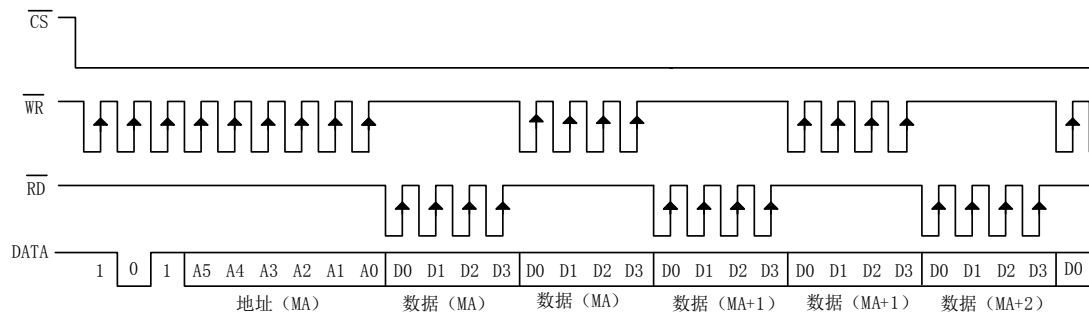 CS
WR
RD
DATA
1 0 1 A5 A4 A3 A2 A1 A0 D0 D1 D2 D3 D0 D1 D2 D3 D0 D1 D2 D3 D0 D1 D2 D3 D0 D1 D2 D3 D0
地址（MA） 数据（MA） 数据（MA） 数据（MA+1） 数据（MA+1） 数据（MA+2）